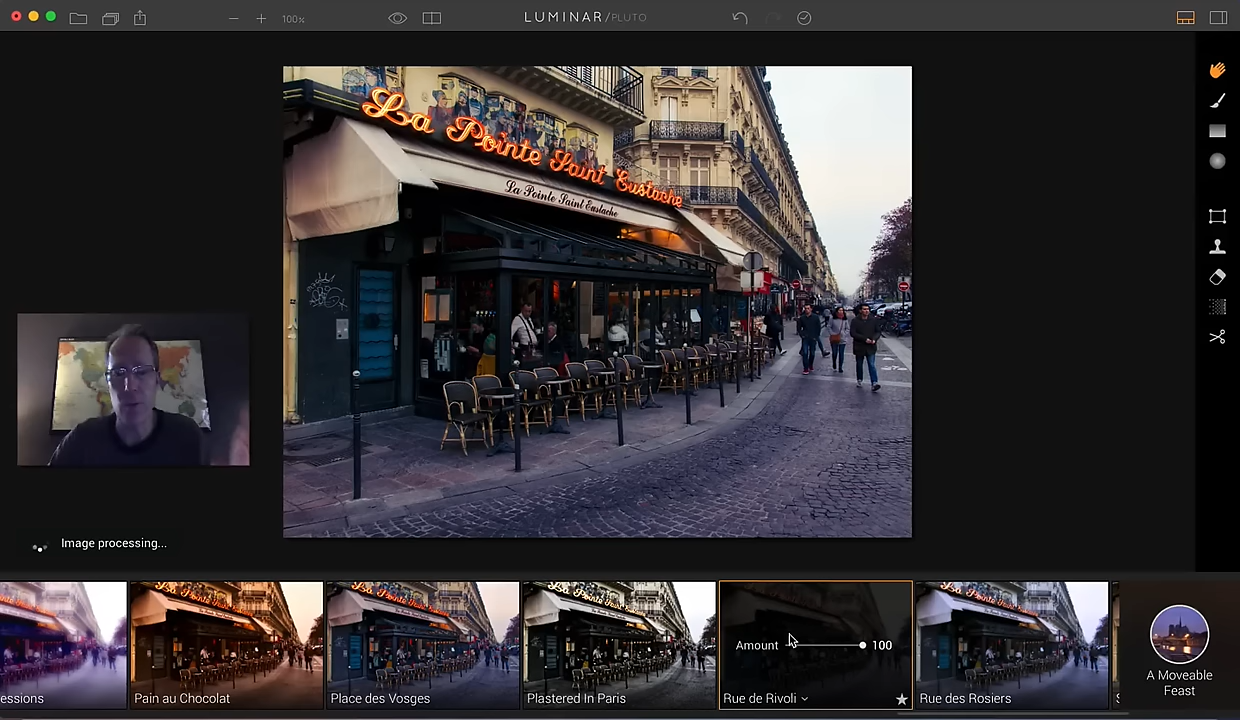 100%
LUMINAR/PLUTO
La Pointe Saint Eustache
La Pointe Saint Eustache
Image processing...
essions
Pain au Chocolat
Place des Vosges
Plastered In Paris
Amount
100
Rue de Rivoli
Rue des Rosiers
A Moveable
Feast